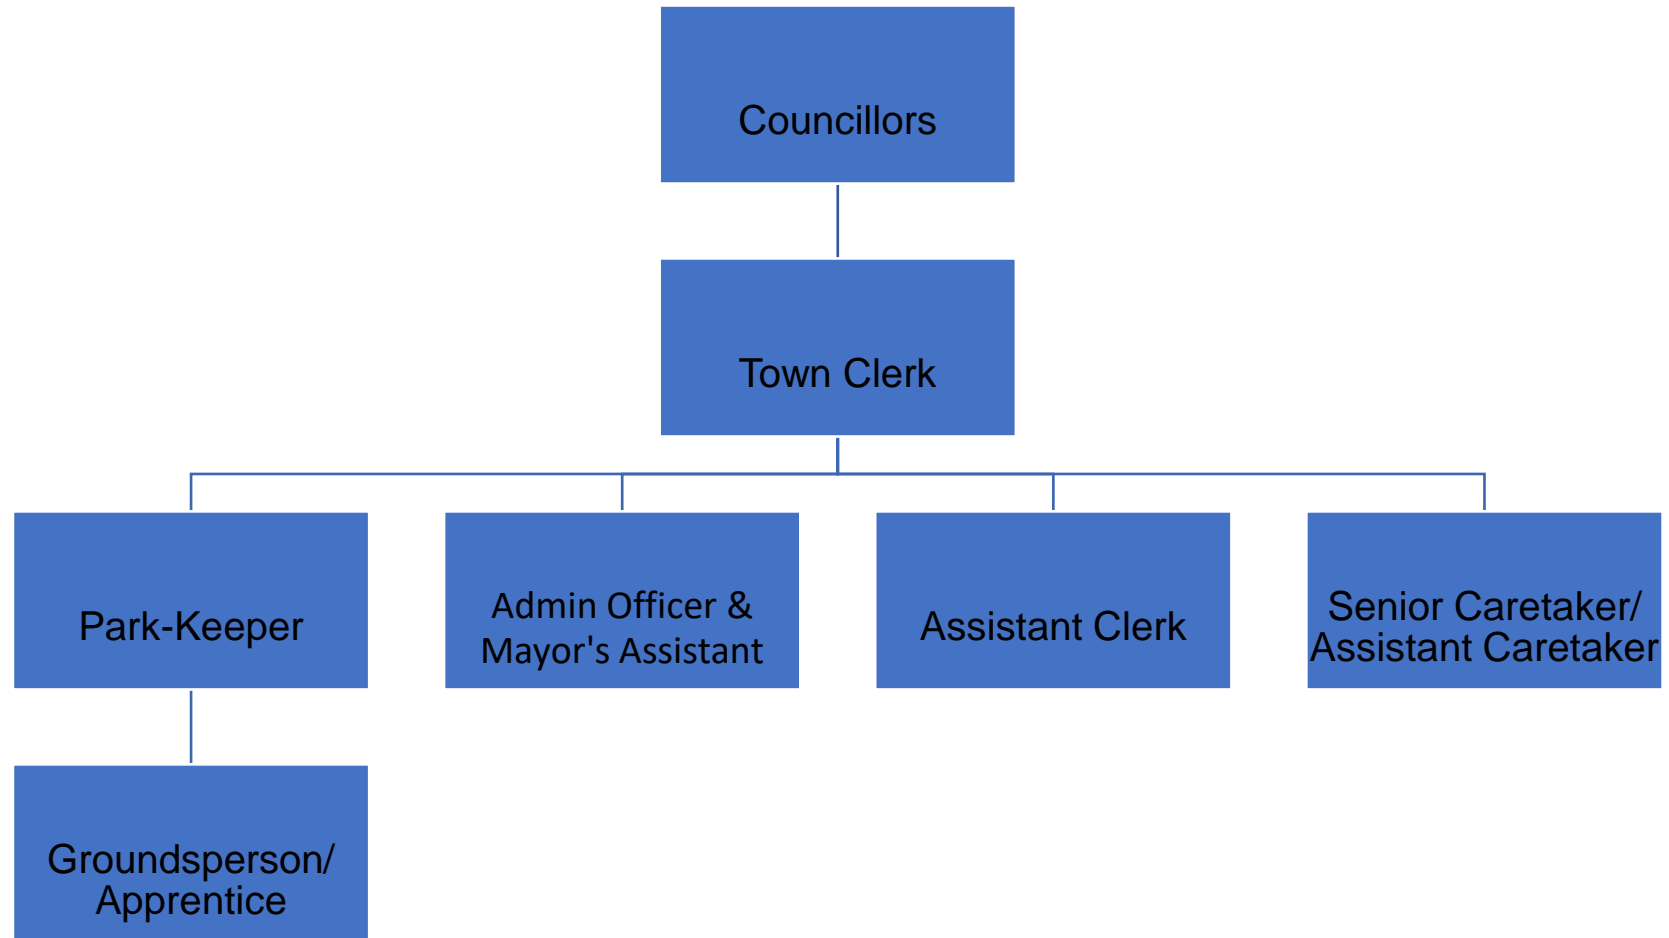 Councillors
Town Clerk
Park-Keeper
Admin Officer &
Mayor's Assistant
Assistant Clerk
Senior Caretaker/
Assistant Caretaker
Groundsperson/
Apprentice